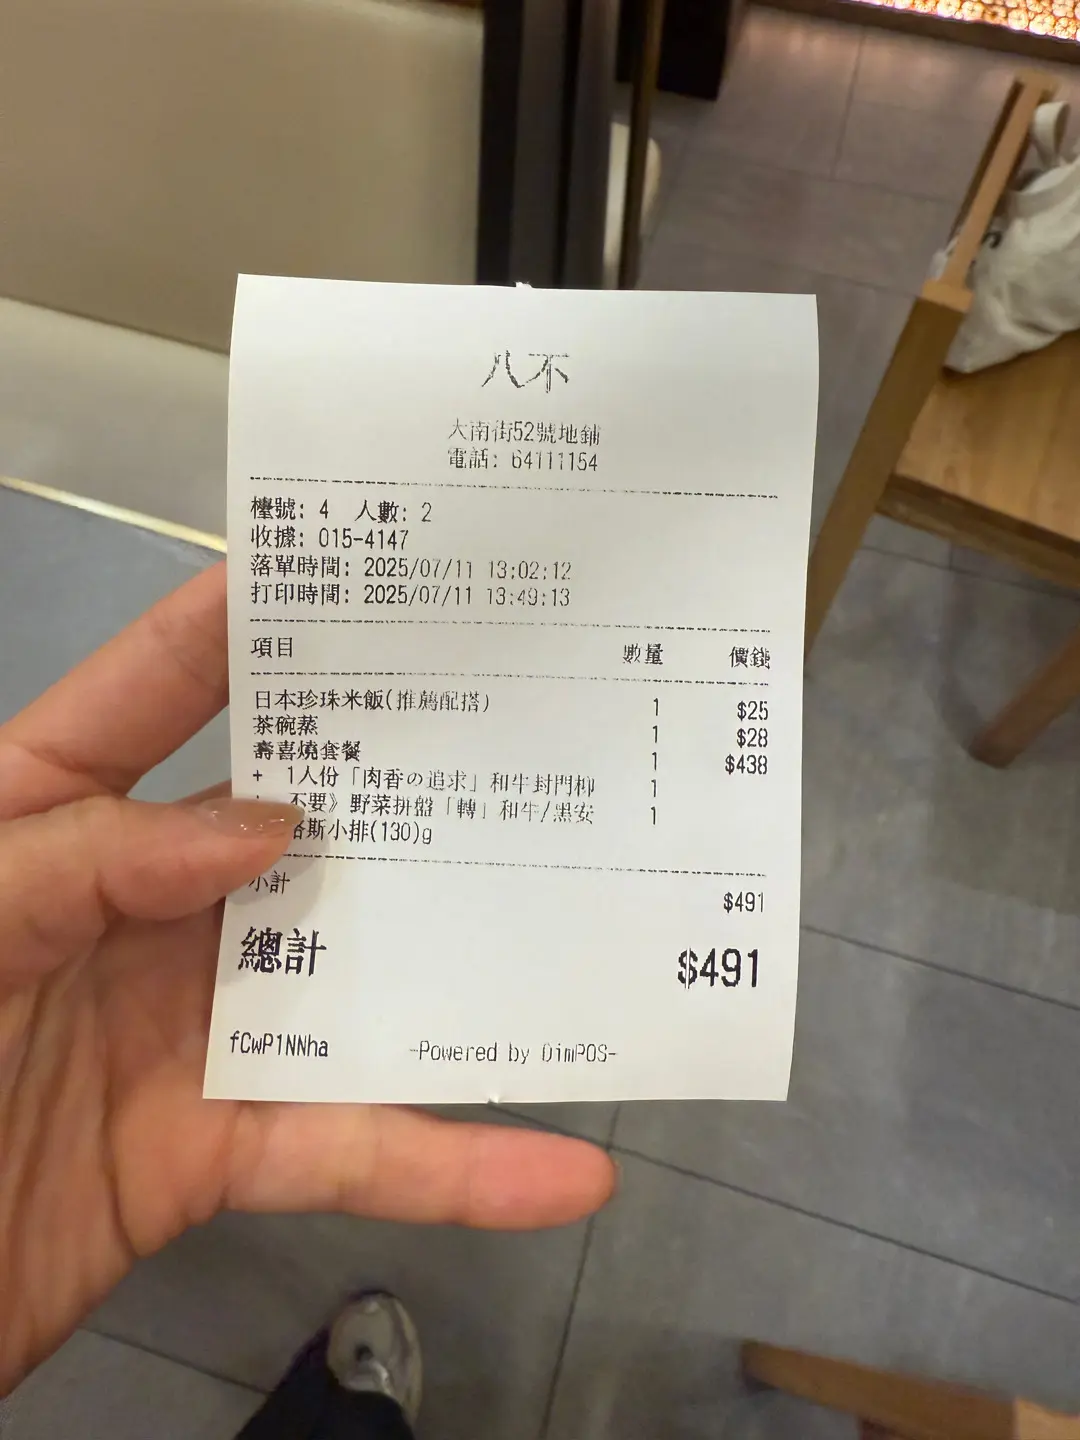 八不
大南街52號地鋪
電話: 64111154
檯號: 4 人數: 2
收據: 015-4147
落單時間: 2025/07/11 13:02:12
打印時間: 2025/07/11 13:49:13
項目 數量 價錢
日本珍珠米飯(推薦配搭) 1 $25
茶碗蒸 1 $28
壽喜燒套餐 1 $438
+ 1人份「肉香の追求」和牛封門柳 1
不要》野菜拼盤「轉」和牛/黑安 1
格斯小排(130)g
小計 $491
總計 $491
fCwP1NNha -Powered by DimPOS-